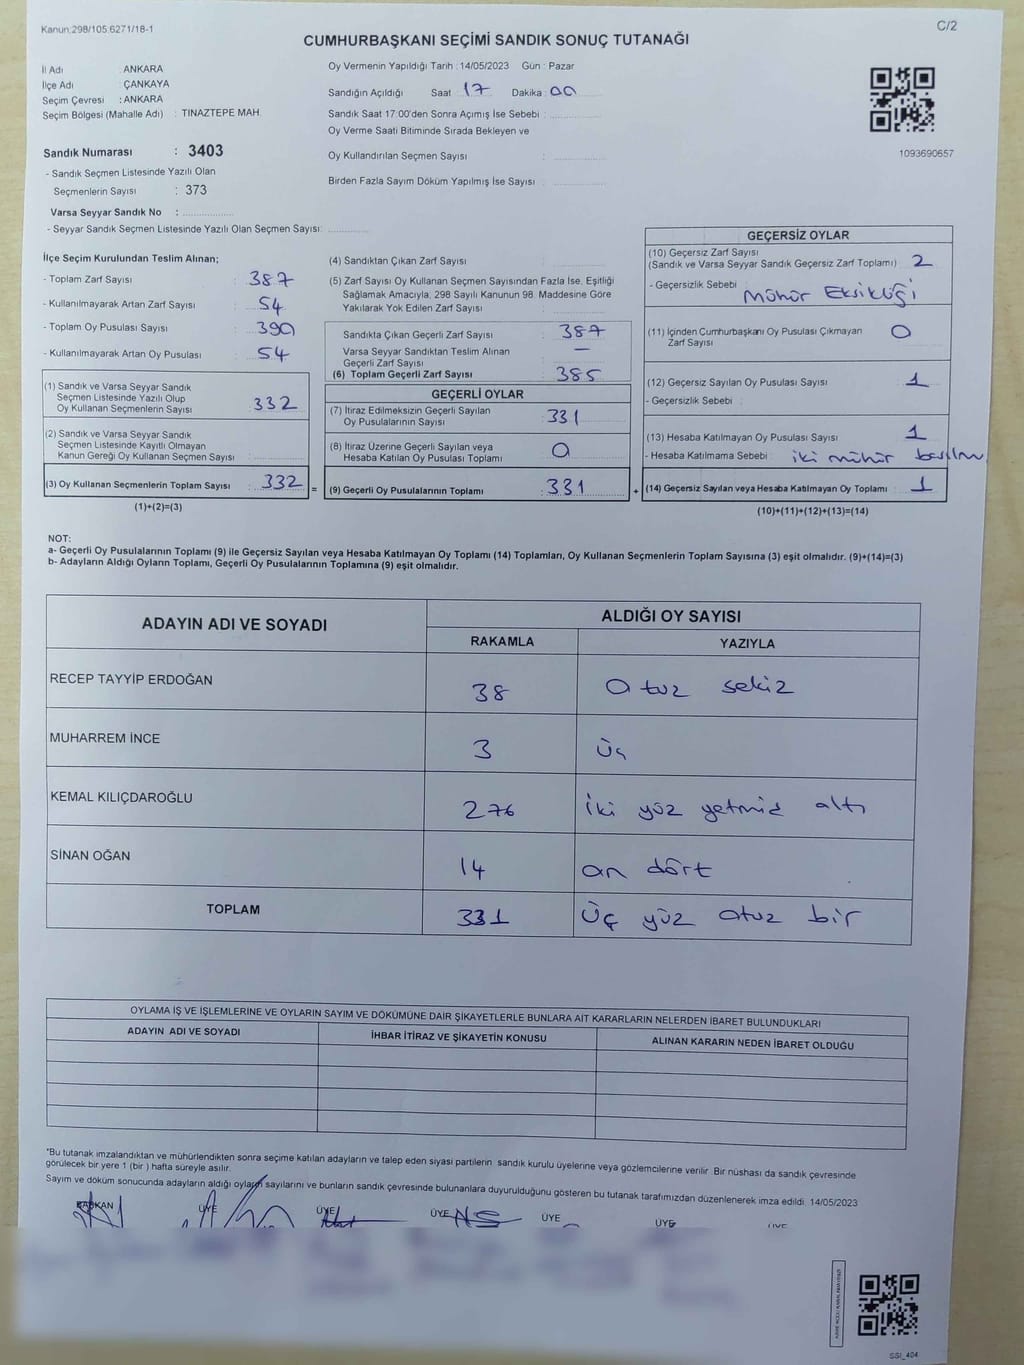 Kanun:298/105:6271/18-1
C/2
CUMHURBAŞKANI SEÇİMİ SANDIK SONUÇ TUTANAĞI
İl Adı : ANKARA
İlçe Adı : ÇANKAYA
Seçim Çevresi : ANKARA
Seçim Bölgesi (Mahalle Adı) : TINAZTEPE MAH.
Sandık Numarası : 3403
- Sandık Seçmen Listesinde Yazılı Olan
Seçmenlerin Sayısı : 373
Varsa Seyyar Sandık No :
- Seyyar Sandık Seçmen Listesinde Yazılı Olan Seçmen Sayısı:
Oy Vermenin Yapıldığı Tarih : 14/05/2023 Gün : Pazar
Sandığın Açıldığı Saat 17 Dakika : 00
Sandık Saat 17:00'den Sonra Açımış İse Sebebi :
Oy Verme Saati Bitiminde Sırada Bekleyen ve
Oy Kullandırılan Seçmen Sayısı :
Birden Fazla Sayım Döküm Yapılmış İse Sayısı :
1093690657
İlçe Seçim Kurulundan Teslim Alınan;
- Toplam Zarf Sayısı : 387
- Kullanılmayarak Artan Zarf Sayısı : 54
- Toplam Oy Pusulası Sayısı : 390
- Kullanılmayarak Artan Oy Pusulası : 54
(1) Sandık ve Varsa Seyyar Sandık
Seçmen Listesinde Yazılı Olup
Oy Kullanan Seçmenlerin Sayısı : 332
(2) Sandık ve Varsa Seyyar Sandık
Seçmen Listesinde Kayıtlı Olmayan
Kanun Gereği Oy Kullanan Seçmen Sayısı :
(3) Oy Kullanan Seçmenlerin Toplam Sayısı : 332 =
(1)+(2)=(3)
(4) Sandıktan Çıkan Zarf Sayısı :
(5) Zarf Sayısı Oy Kullanan Seçmen Sayısından Fazla İse, Eşitliği
Sağlamak Amacıyla; 298 Sayılı Kanunun 98. Maddesine Göre
Yakılarak Yok Edilen Zarf Sayısı :
Sandıkta Çıkan Geçerli Zarf Sayısı : 387
Varsa Seyyar Sandıktan Teslim Alınan
Geçerli Zarf Sayısı : —
(6) Toplam Geçerli Zarf Sayısı : 385
GEÇERLİ OYLAR
(7) İtiraz Edilmeksizin Geçerli Sayılan
Oy Pusulalarının Sayısı : 331
(8) İtiraz Üzerine Geçerli Sayılan veya
Hesaba Katılan Oy Pusulası Toplamı : 0
(9) Geçerli Oy Pusulalarının Toplamı : 331 +
GEÇERSİZ OYLAR
(10) Geçersiz Zarf Sayısı
(Sandık ve Varsa Seyyar Sandık Geçersiz Zarf Toplamı) : 2
- Geçersizlik Sebebi : Mühür Eksikliği
(11) İçinden Cumhurbaşkanı Oy Pusulası Çıkmayan
Zarf Sayısı : 0
(12) Geçersiz Sayılan Oy Pusulası Sayısı : 1
- Geçersizlik Sebebi :
(13) Hesaba Katılmayan Oy Pusulası Sayısı : 1
- Hesaba Katılmama Sebebi : iki mühür
(14) Geçersiz Sayılan veya Hesaba Katılmayan Oy Toplamı : 1
(10)+(11)+(12)+(13)=(14)
NOT:
a- Geçerli Oy Pusulalarının Toplamı (9) ile Geçersiz Sayılan veya Hesaba Katılmayan Oy Toplamı (14) Toplamları, Oy Kullanan Seçmenlerin Toplam Sayısına (3) eşit olmalıdır. (9)+(14)=(3)
b- Adayların Aldığı Oyların Toplamı, Geçerli Oy Pusulalarının Toplamına (9) eşit olmalıdır.
ADAYIN ADI VE SOYADI ALDIĞI OY SAYISI
RAKAMLA YAZIYLA
RECEP TAYYİP ERDOĞAN 38 Otuz sekiz
MUHARREM İNCE 3 üç
KEMAL KILIÇDAROĞLU 276 iki yüz yetmiş altı
SİNAN OĞAN 14 on dört
TOPLAM 331 üç yüz otuz bir
OYLAMA İŞ VE İŞLEMLERİNE VE OYLARIN SAYIM VE DÖKÜMÜNE DAİR ŞİKAYETLERLE BUNLARA AİT KARARLARIN NELERDEN İBARET BULUNDUKLARI
ADAYIN ADI VE SOYADI İHBAR İTİRAZ VE ŞİKAYETİN KONUSU ALINAN KARARIN NEDEN İBARET OLDUĞU
*Bu tutanak imzalandıktan ve mühürlendikten sonra seçime katılan adayların ve talep eden siyasi partilerin sandık kurulu üyelerine veya gözlemcilerine verilir. Bir nüshası da sandık çevresinde
görülecek bir yere 1 (bir ) hafta süreyle asılır.
Sayım ve döküm sonucunda adayların aldığı oyların sayılarını ve bunların sandık çevresinde bulunanlara duyurulduğunu gösteren bu tutanak tarafımızdan düzenlenerek imza edildi. 14/05/2023
BAŞKAN ÜYE ÜYE ÜYE ÜYE ÜYE ÜYE
SSI_404